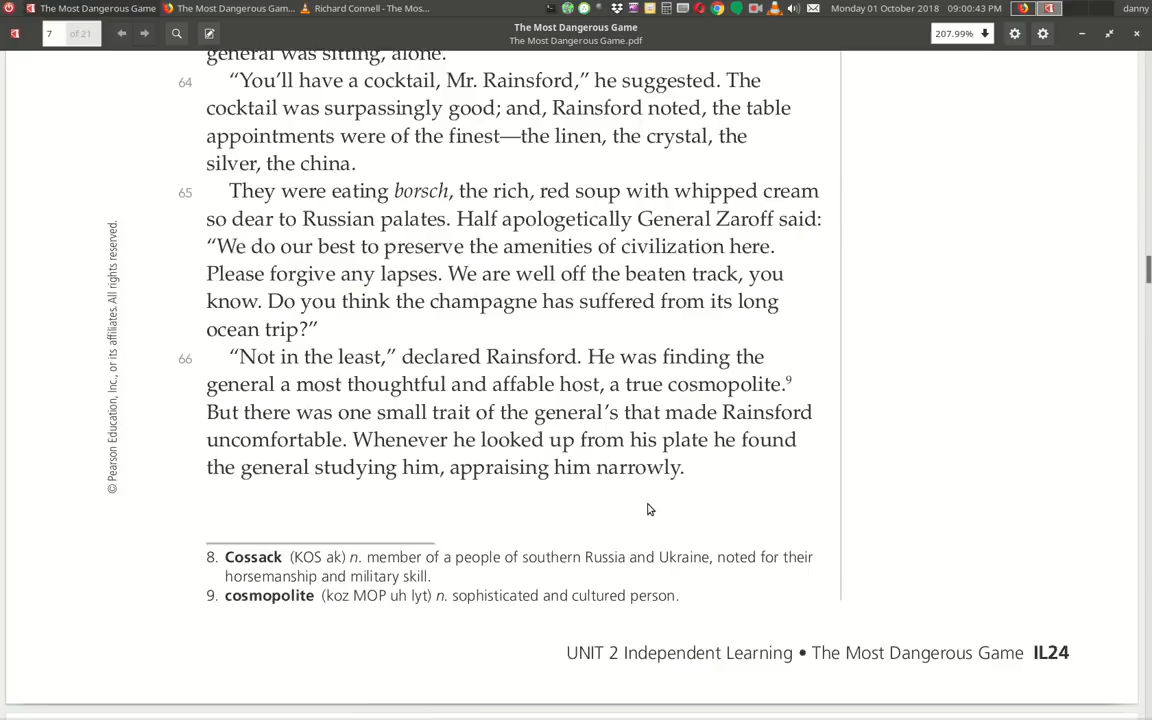 The Most Dangerous Game
The Most Dangerous Gam...
Richard Connell - The Mos...
Monday 01 October 2018
09:00:43 PM
danny
7
of 21
The Most Dangerous Game
The Most Dangerous Game.pdf
207.99%
general was sitting, alone.
64 “You’ll have a cocktail, Mr. Rainsford,” he suggested. The
cocktail was surpassingly good; and, Rainsford noted, the table
appointments were of the finest—the linen, the crystal, the
silver, the china.
65 They were eating borsch, the rich, red soup with whipped cream
so dear to Russian palates. Half apologetically General Zaroff said:
“We do our best to preserve the amenities of civilization here.
Please forgive any lapses. We are well off the beaten track, you
know. Do you think the champagne has suffered from its long
ocean trip?”
66 “Not in the least,” declared Rainsford. He was finding the
general a most thoughtful and affable host, a true cosmopolite.9
But there was one small trait of the general’s that made Rainsford
uncomfortable. Whenever he looked up from his plate he found
the general studying him, appraising him narrowly.
© Pearson Education, Inc., or its affiliates. All rights reserved.
8. Cossack (KOS ak) n. member of a people of southern Russia and Ukraine, noted for their
horsemanship and military skill.
9. cosmopolite (koz MOP uh lyt) n. sophisticated and cultured person.
UNIT 2 Independent Learning • The Most Dangerous Game IL24